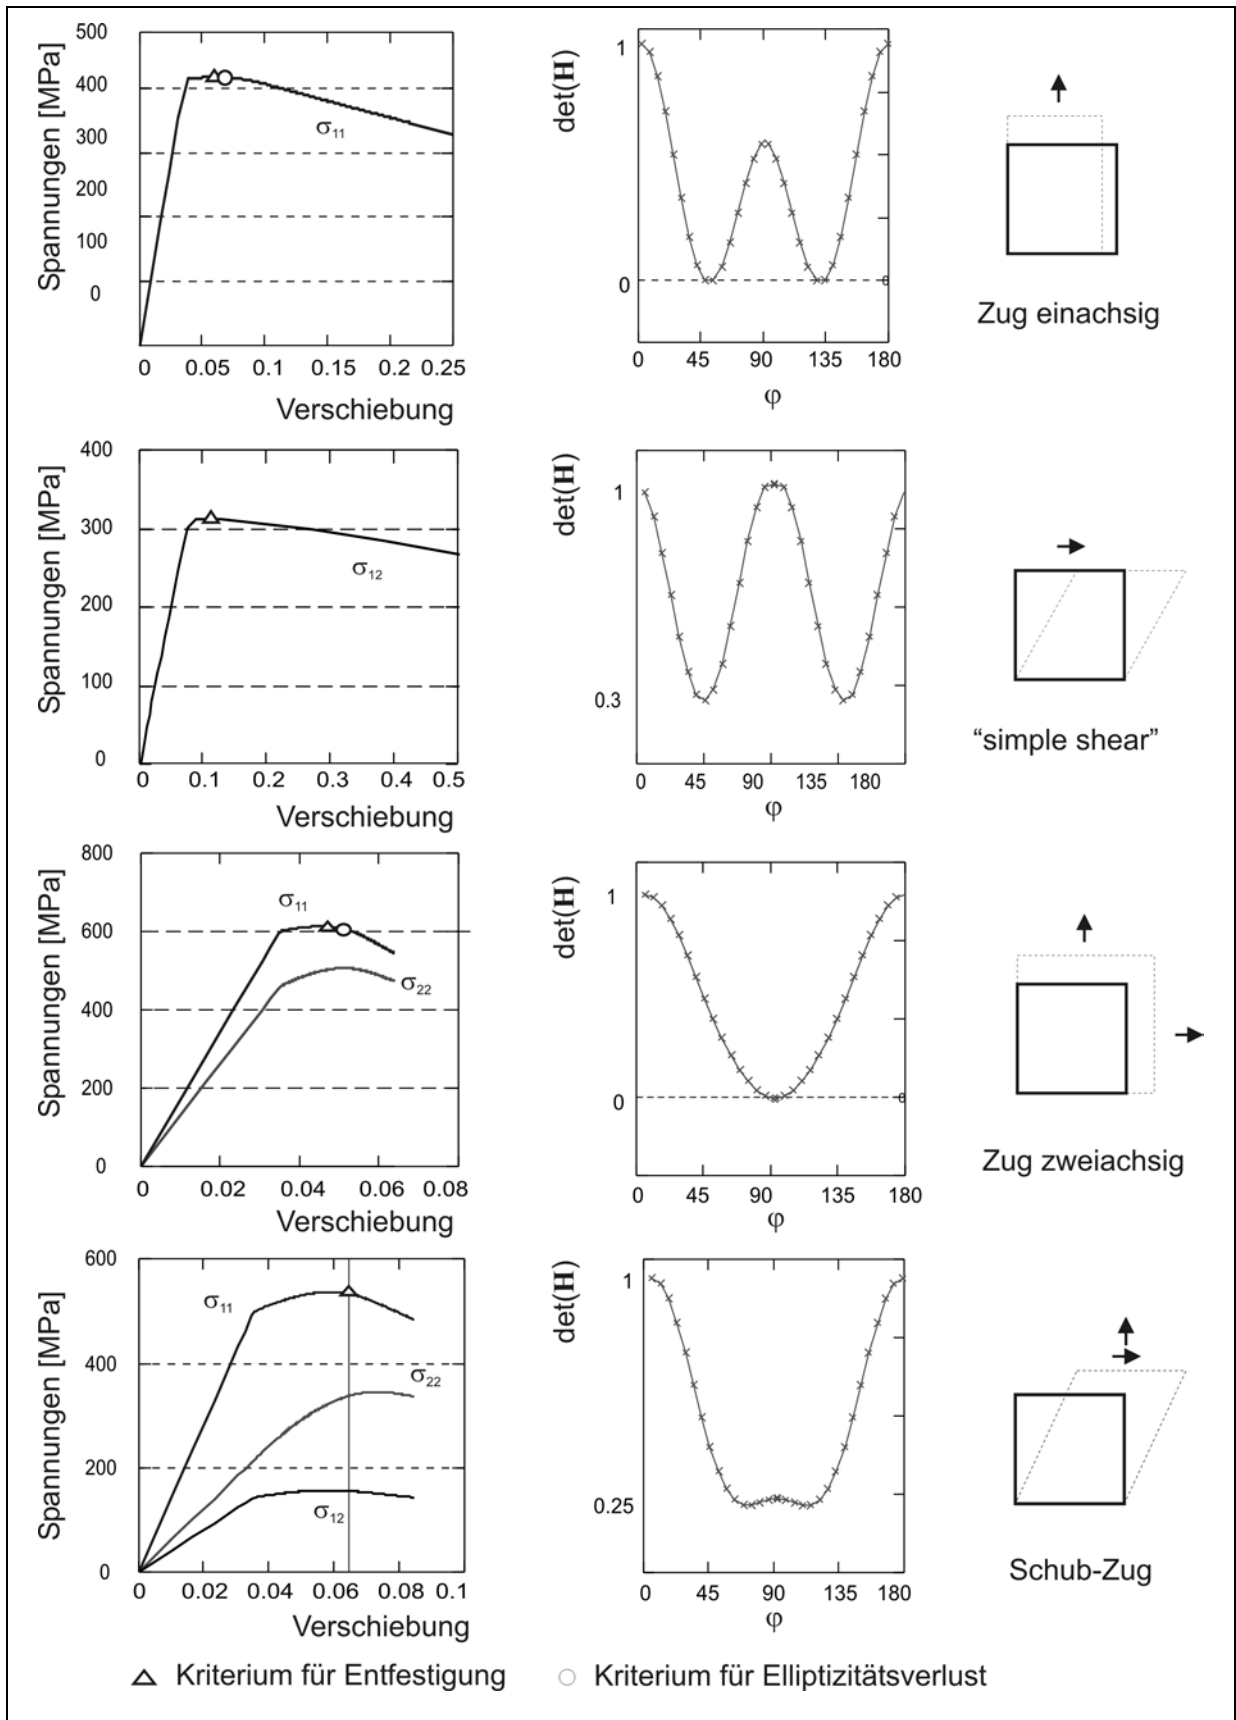 Spannungen [MPa]
500
400
300
200
100
0
σ11
0 0.05 0.1 0.15 0.2 0.25
Verschiebung
det(H)
1
0
0
0 45 90 135 180
φ
Zug einachsig
Spannungen [MPa]
400
300
200
100
0
σ12
0 0.1 0.2 0.3 0.4 0.5
Verschiebung
det(H)
1
0.3
0 45 90 135 180
φ
“simple shear”
Spannungen [MPa]
800
600
400
200
0
σ11
σ22
0 0.02 0.04 0.06 0.08
Verschiebung
det(H)
1
0
0
0 45 90 135 180
φ
Zug zweiachsig
Spannungen [MPa]
600
400
200
0
σ11
σ22
σ12
0 0.02 0.04 0.06 0.08 0.1
Verschiebung
det(H)
1
0.25
0 45 90 135 180
φ
Schub-Zug
Kriterium für Entfestigung
Kriterium für Elliptizitätsverlust